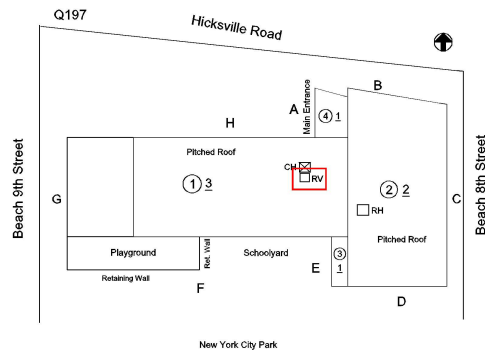 Q197
Hicksville Road
B
A
Main Entrance
4 1
H
Pitched Roof
CH
RV
1 3
2 2
RH
Pitched Roof
G
C
Beach 9th Street
Beach 8th Street
Playground
Ret. Wall
Schoolyard
E
3
1
Retaining Wall
F
D
New York City Park